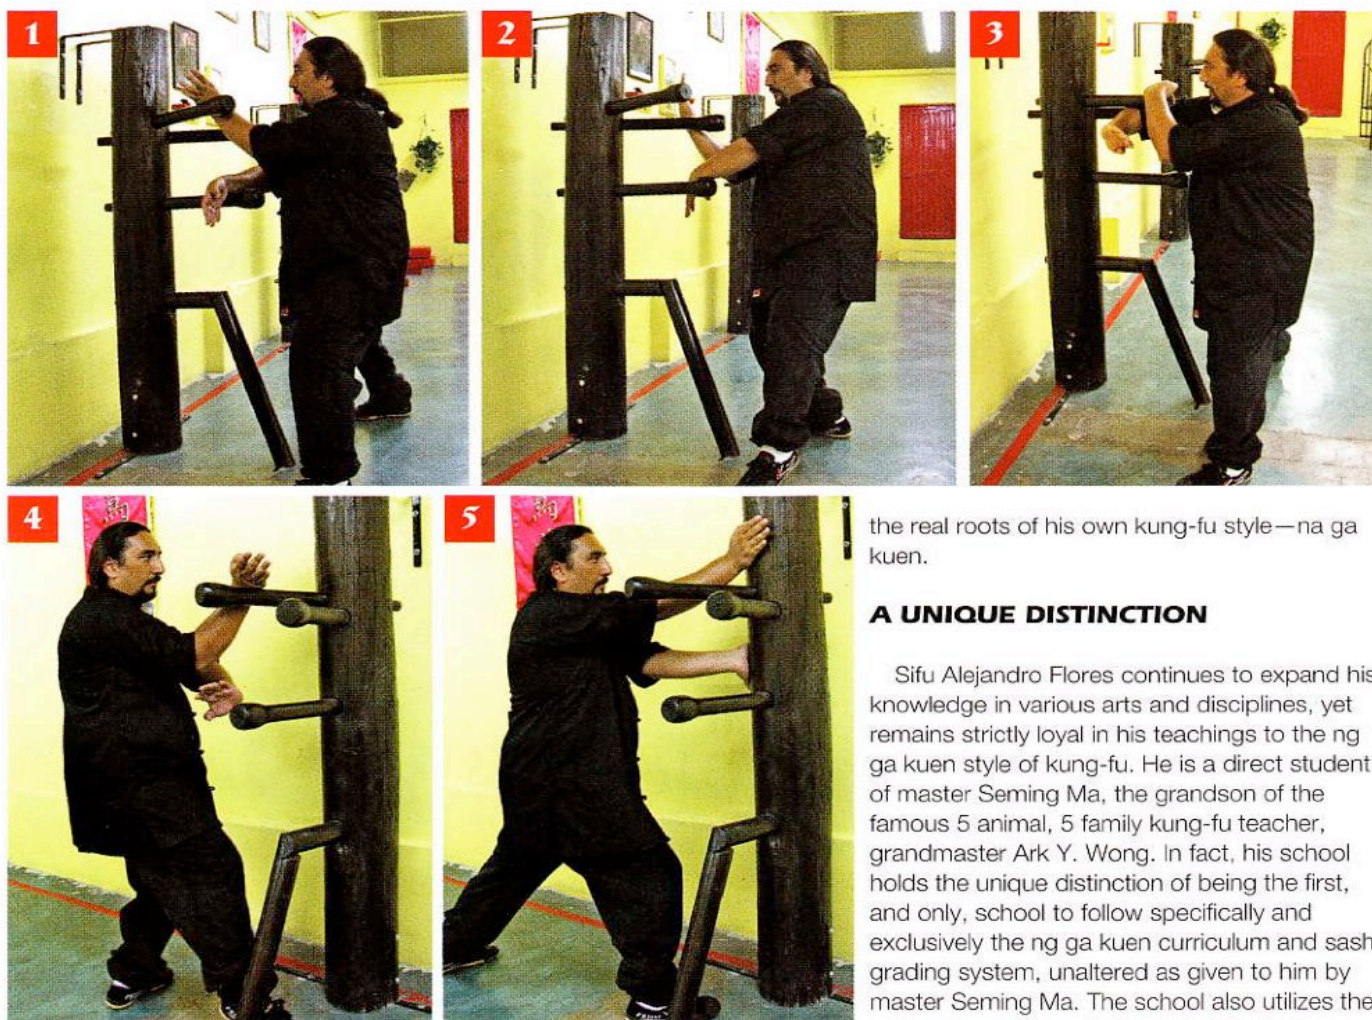 1
2
3
4
5
the real roots of his own kung-fu style—na ga
kuen.
A UNIQUE DISTINCTION
Sifu Alejandro Flores continues to expand his
knowledge in various arts and disciplines, yet
remains strictly loyal in his teachings to the ng
ga kuen style of kung-fu. He is a direct student
of master Seming Ma, the grandson of the
famous 5 animal, 5 family kung-fu teacher,
grandmaster Ark Y. Wong. In fact, his school
holds the unique distinction of being the first,
and only, school to follow specifically and
exclusively the ng ga kuen curriculum and sash
grading system, unaltered as given to him by
master Seming Ma. The school also utilizes the